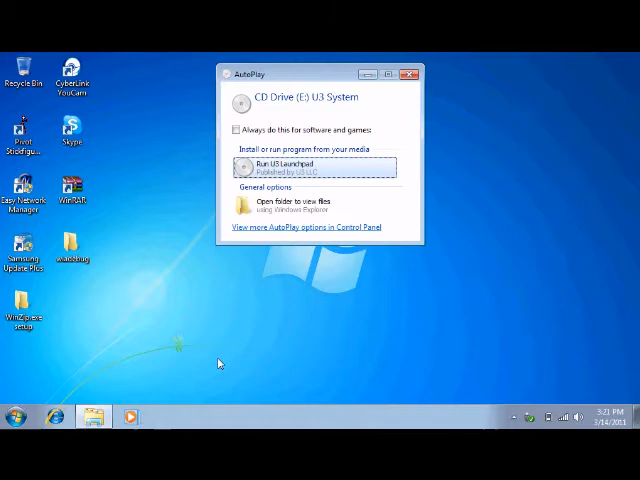 Recycle Bin
CyberLink
YouCam
Pivot
Stickfigu...
Skype
Easy Network
Manager
WinRAR
Samsung
Update Plus
wiadebug
WinZip.exe
setup
AutoPlay
CD Drive (E:) U3 System
Always do this for software and games:
Install or run program from your media
Run U3 Launchpad
Published by U3 LLC
General options
Open folder to view files
using Windows Explorer
View more AutoPlay options in Control Panel
3:21 PM
3/14/2011